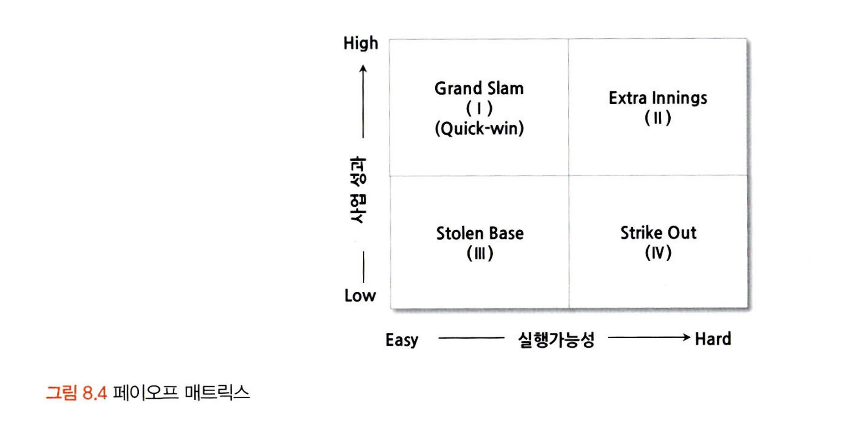 High
Grand Slam
( I )
(Quick-win)
Extra Innings
(II)
사업 성과
Stolen Base
(III)
Strike Out
(IV)
Low
Easy
실행가능성
Hard
그림 8.4 페이오프 매트릭스